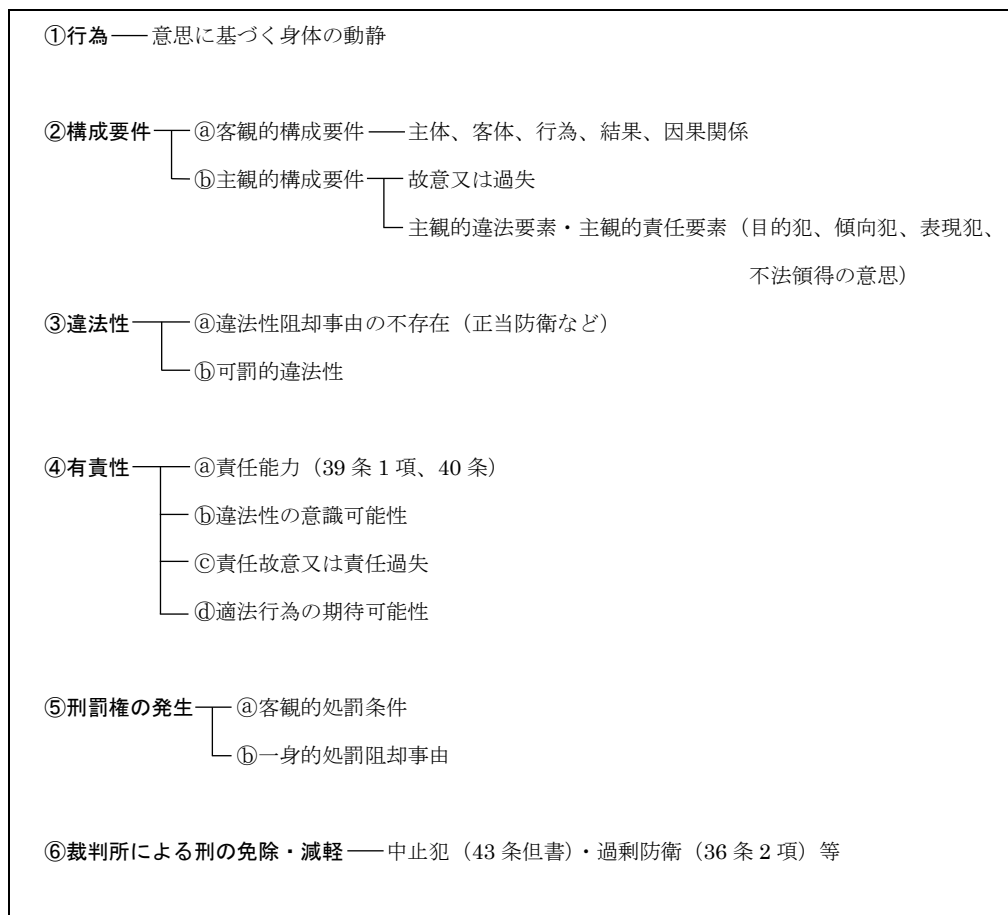 ①行為――意思に基づく身体の動静
②構成要件 ⓐ客観的構成要件――主体、客体、行為、結果、因果関係
ⓑ主観的構成要件 故意又は過失
主観的違法要素・主観的責任要素（目的犯、傾向犯、表現犯、
不法領得の意思）
③違法性 ⓐ違法性阻却事由の不存在（正当防衛など）
ⓑ可罰的違法性
④有責性 ⓐ責任能力（39 条 1 項、40 条）
ⓑ違法性の意識可能性
ⓒ責任故意又は責任過失
ⓓ適法行為の期待可能性
⑤刑罰権の発生 ⓐ客観的処罰条件
ⓑ一身的処罰阻却事由
⑥裁判所による刑の免除・減軽――中止犯（43 条但書）・過剰防衛（36 条 2 項）等